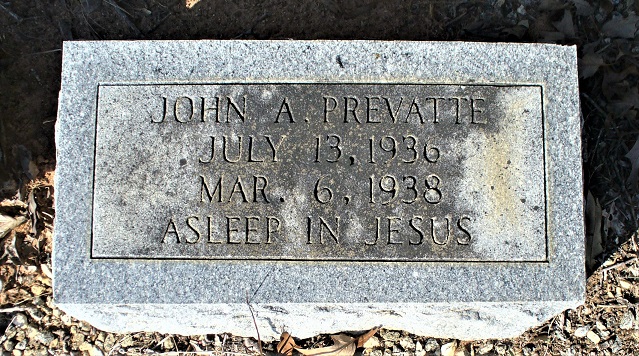 JOHN A. PREVATTE
JULY 13, 1936
MAR. 6, 1938
ASLEEP IN JESUS